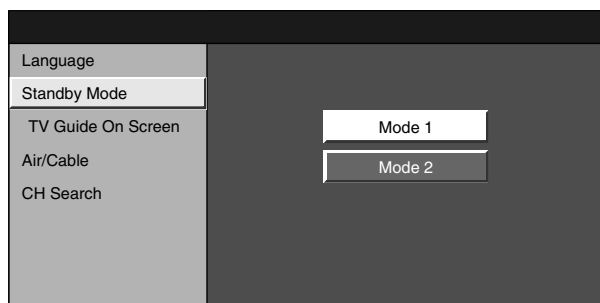 Language
Standby Mode
TV Guide On Screen
Air/Cable
CH Search
Mode 1
Mode 2